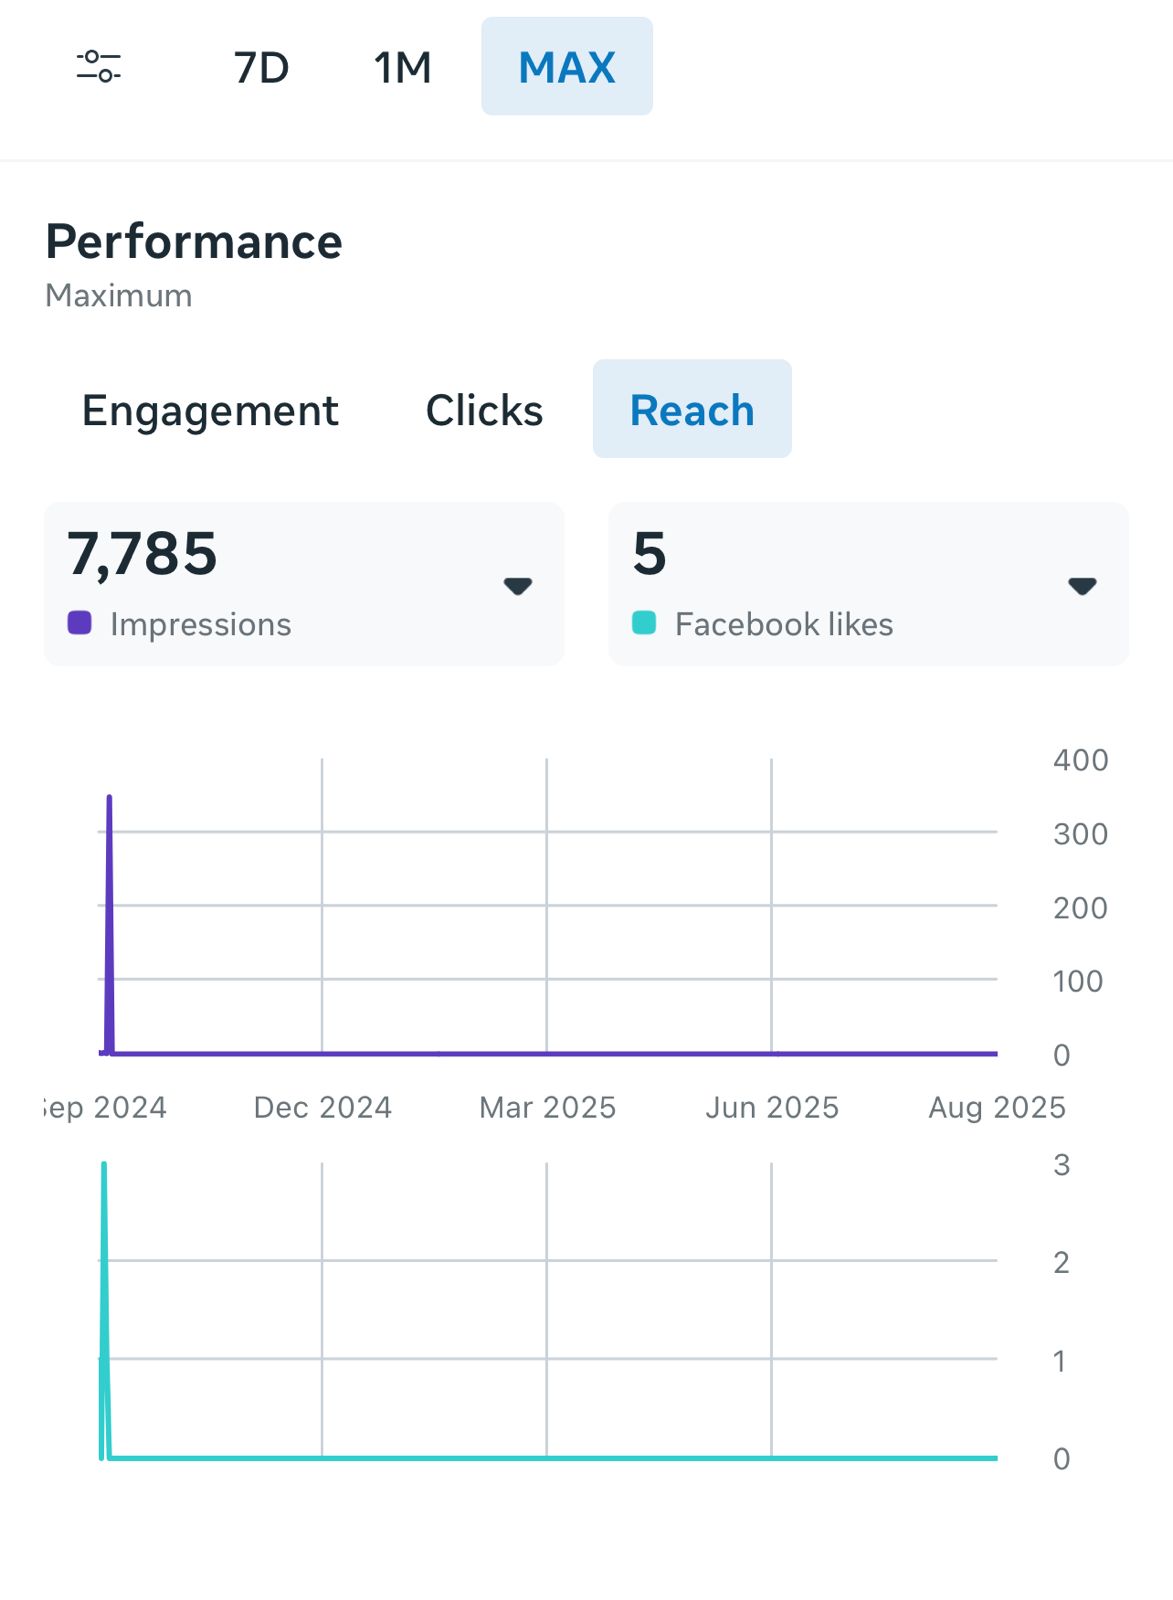 7D 1M MAX
Performance
Maximum
Engagement Clicks Reach
7,785 5
Impressions Facebook likes
400
300
200
100
0
ep 2024 Dec 2024 Mar 2025 Jun 2025 Aug 2025
3
2
1
0